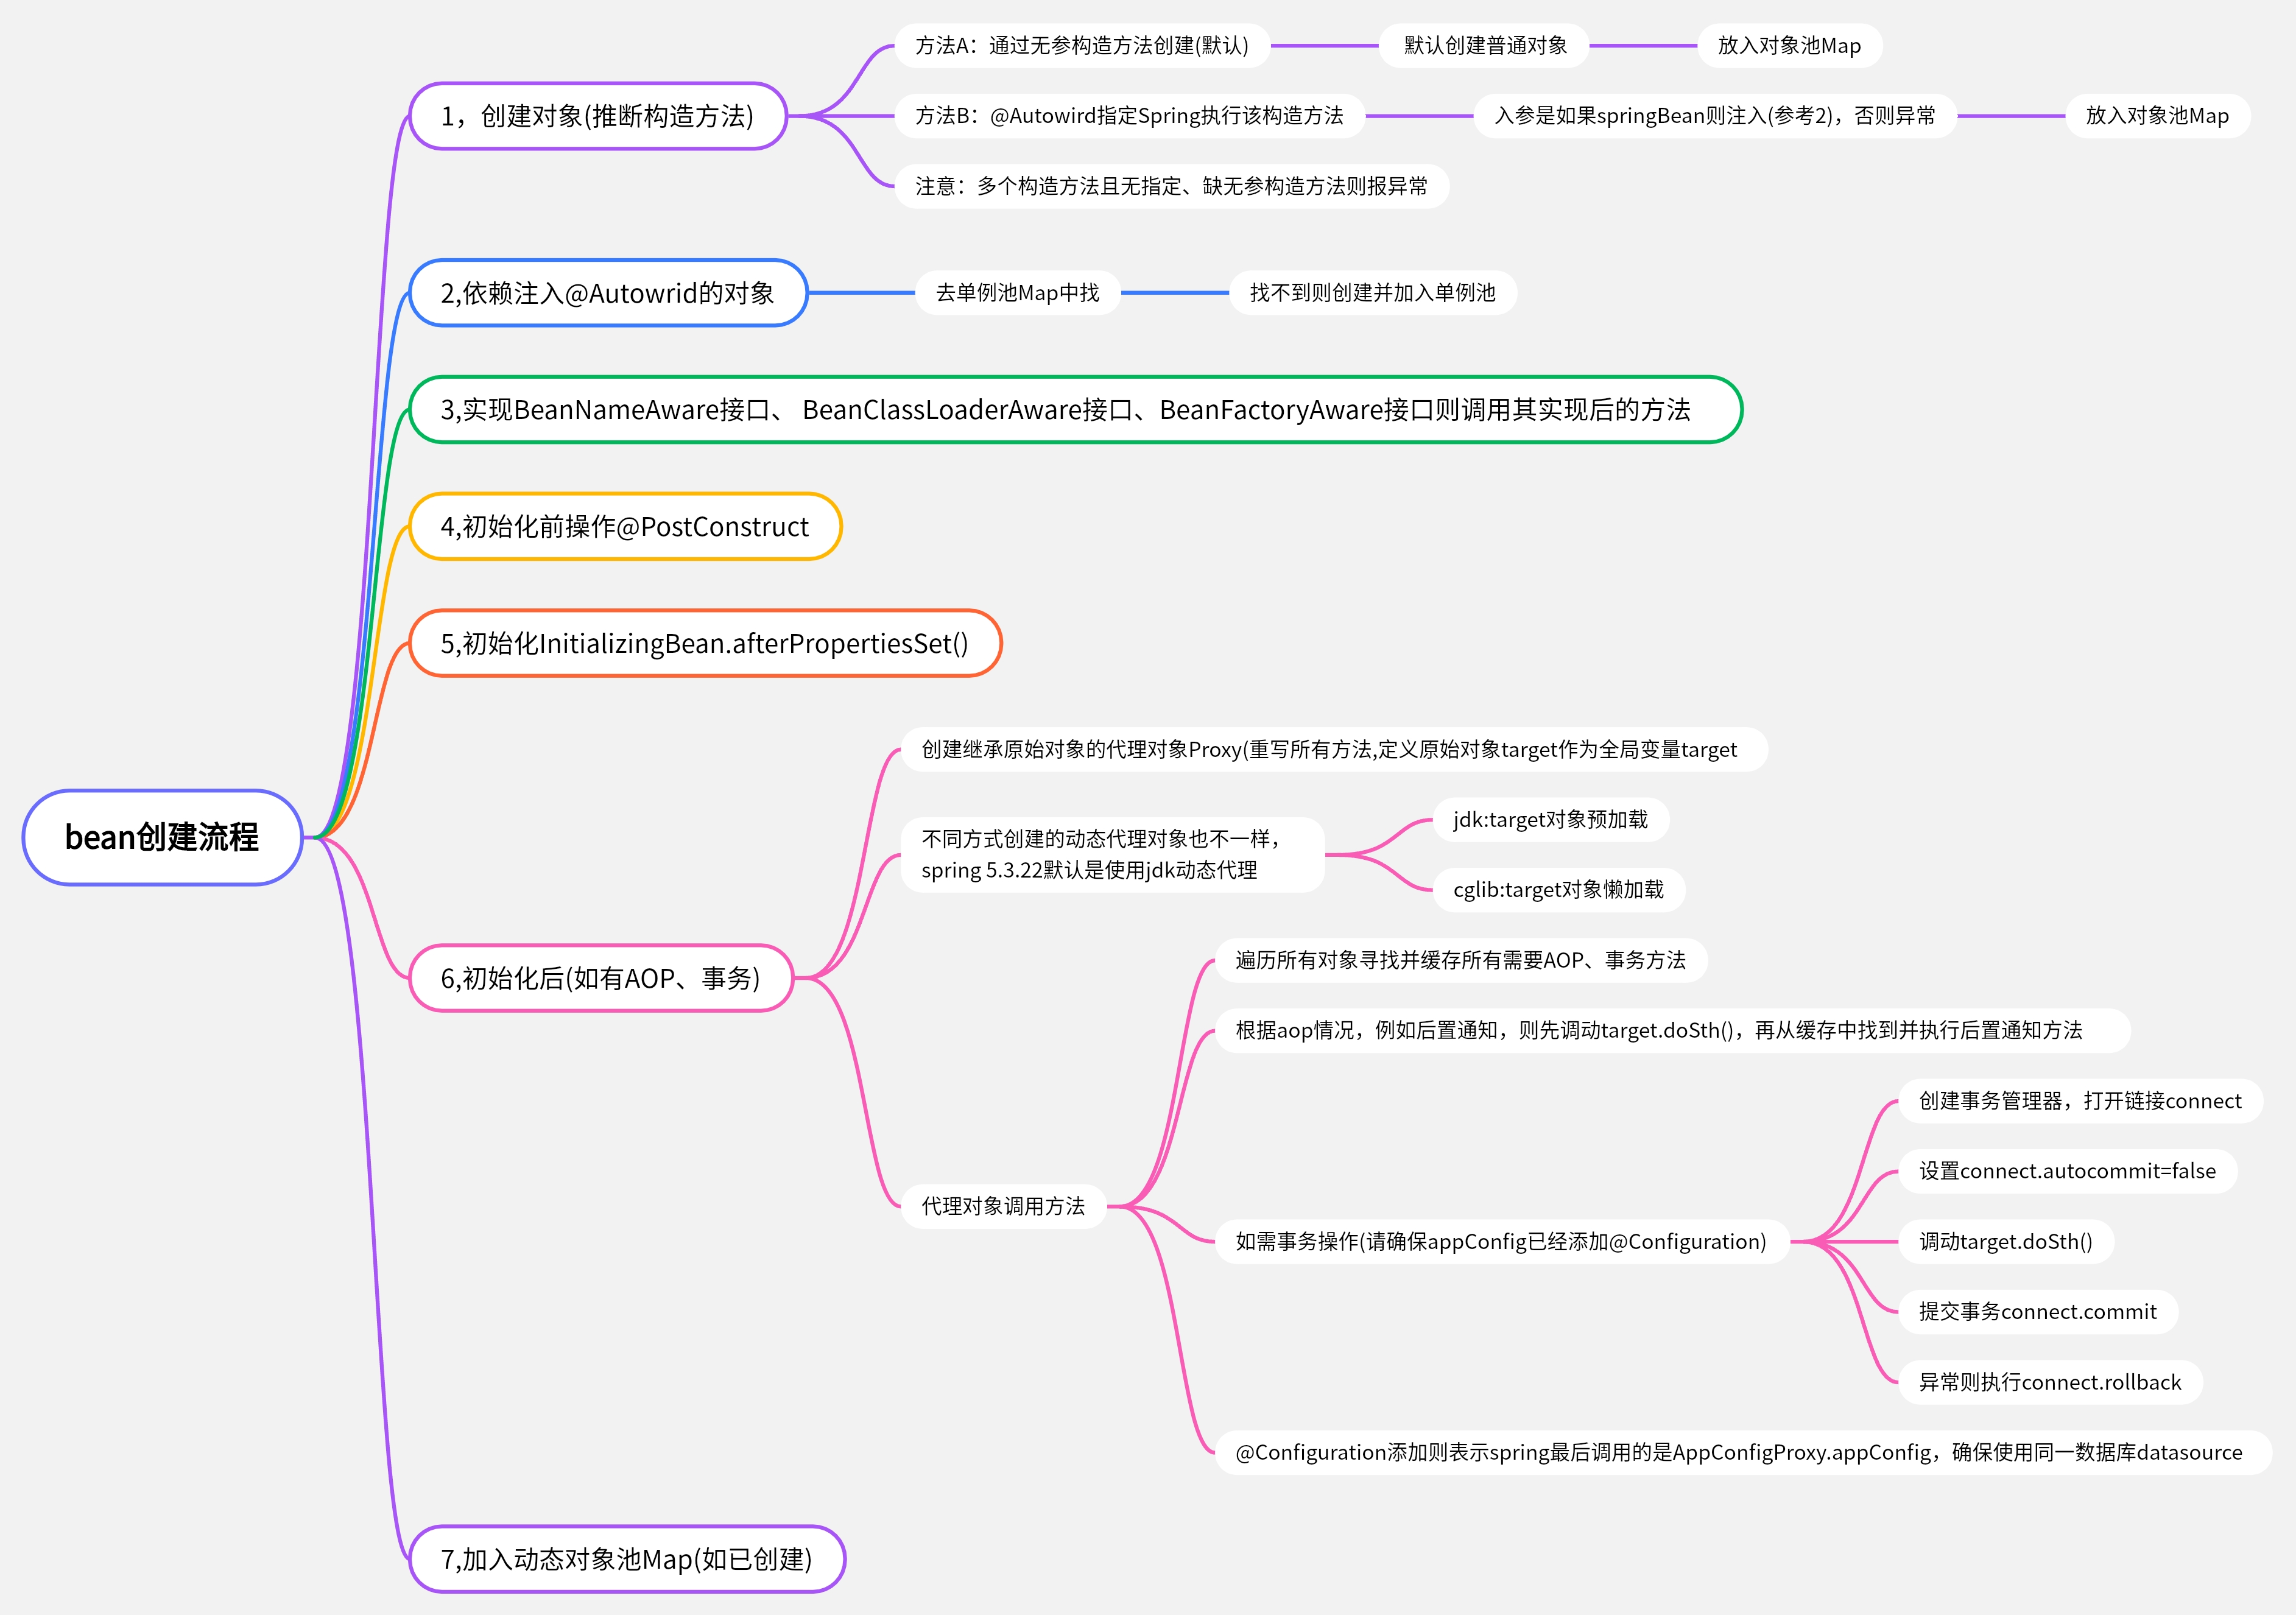 bean创建流程
1，创建对象(推断构造方法)
方法A：通过无参构造方法创建(默认)
默认创建普通对象
放入对象池Map
方法B：@Autowird指定Spring执行该构造方法
入参是如果springBean则注入(参考2)，否则异常
放入对象池Map
注意：多个构造方法且无指定、缺无参构造方法则报异常
2,依赖注入@Autowrid的对象
去单例池Map中找
找不到则创建并加入单例池
3,实现BeanNameAware接口、 BeanClassLoaderAware接口、BeanFactoryAware接口则调用其实现后的方法
4,初始化前操作@PostConstruct
5,初始化InitializingBean.afterPropertiesSet()
6,初始化后(如有AOP、事务)
创建继承原始对象的代理对象Proxy(重写所有方法,定义原始对象target作为全局变量target
不同方式创建的动态代理对象也不一样，
spring 5.3.22默认是使用jdk动态代理
jdk:target对象预加载
cglib:target对象懒加载
代理对象调用方法
遍历所有对象寻找并缓存所有需要AOP、事务方法
根据aop情况，例如后置通知，则先调动target.doSth()，再从缓存中找到并执行后置通知方法
如需事务操作(请确保appConfig已经添加@Configuration)
创建事务管理器，打开链接connect
设置connect.autocommit=false
调动target.doSth()
提交事务connect.commit
异常则执行connect.rollback
@Configuration添加则表示spring最后调用的是AppConfigProxy.appConfig，确保使用同一数据库datasource
7,加入动态对象池Map(如已创建)